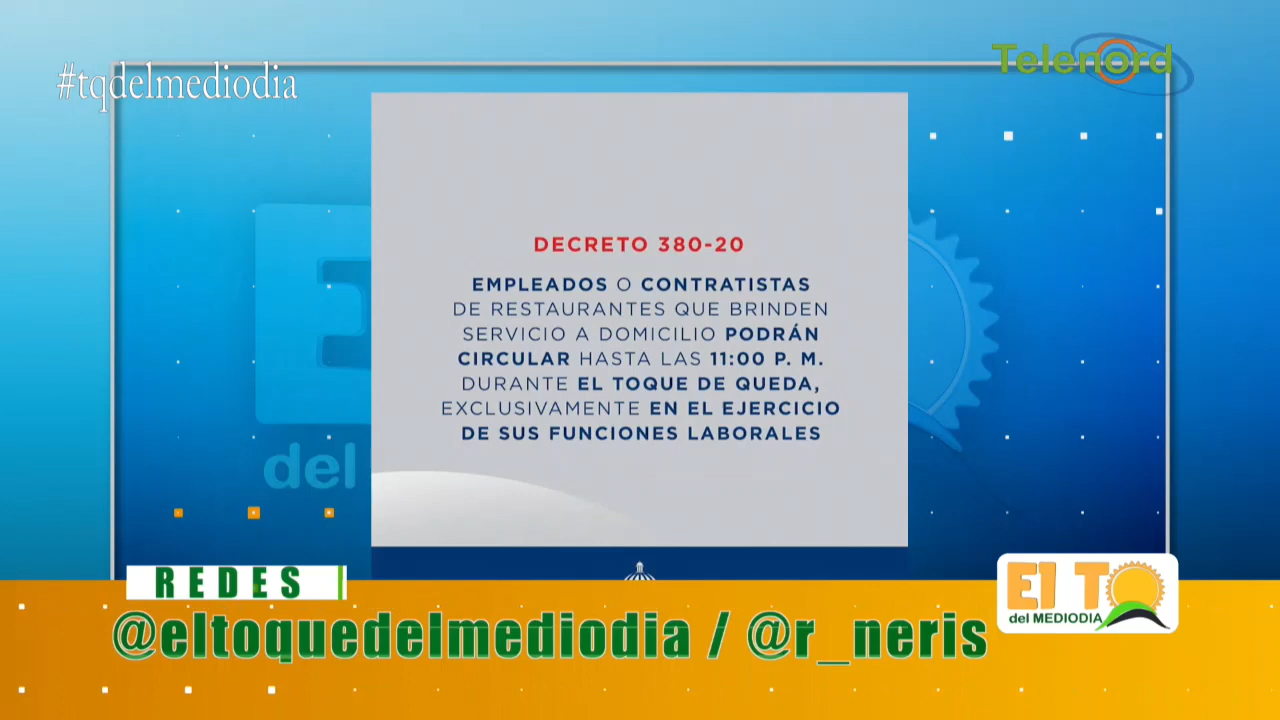 #tqdelmediodia
Telenord
DECRETO 380-20
EMPLEADOS O CONTRATISTAS
DE RESTAURANTES QUE BRINDEN
SERVICIO A DOMICILIO PODRÁN
CIRCULAR HASTA LAS 11:00 P. M.
DURANTE EL TOQUE DE QUEDA,
EXCLUSIVAMENTE EN EL EJERCICIO
DE SUS FUNCIONES LABORALES
del
REDES
@eltoquedelmediodia / @r_neris
El T
del MEDIODIA